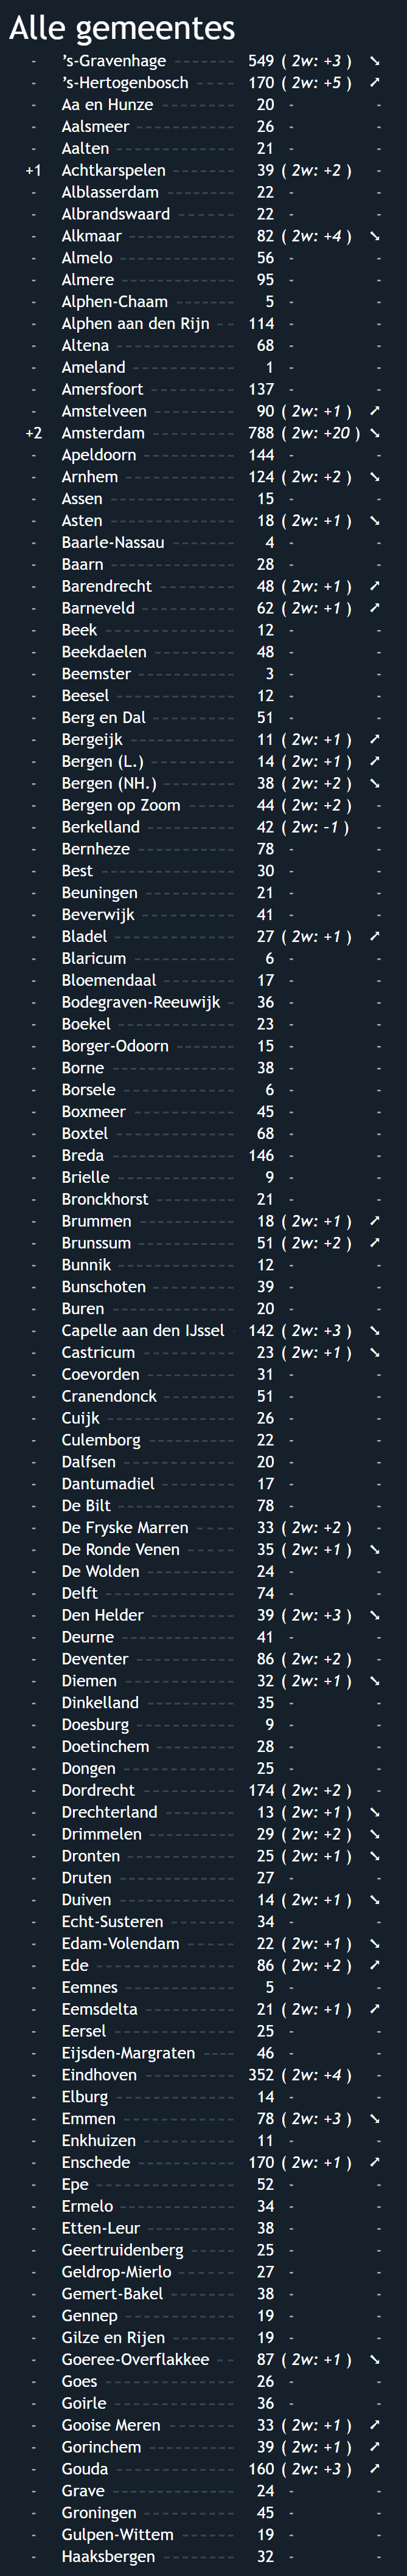 Alle gemeentes
- 's-Gravenhage 549 ( 2w: +3 ) ➘
- 's-Hertogenbosch 170 ( 2w: +5 ) ➚
- Aa en Hunze 20 - -
- Aalsmeer 26 - -
- Aalten 21 - -
+1 Achtkarspelen 39 ( 2w: +2 ) -
- Alblasserdam 22 - -
- Albrandswaard 22 - -
- Alkmaar 82 ( 2w: +4 ) ➘
- Almelo 56 - -
- Almere 95 - -
- Alphen-Chaam 5 - -
- Alphen aan den Rijn 114 - -
- Altena 68 - -
- Ameland 1 - -
- Amersfoort 137 - -
- Amstelveen 90 ( 2w: +1 ) ➚
+2 Amsterdam 788 ( 2w: +20 ) ➘
- Apeldoorn 144 - -
- Arnhem 124 ( 2w: +2 ) ➘
- Assen 15 - -
- Asten 18 ( 2w: +1 ) ➘
- Baarle-Nassau 4 - -
- Baarn 28 - -
- Barendrecht 48 ( 2w: +1 ) ➚
- Barneveld 62 ( 2w: +1 ) ➚
- Beek 12 - -
- Beekdaelen 48 - -
- Beemster 3 - -
- Beesel 12 - -
- Berg en Dal 51 - -
- Bergeijk 11 ( 2w: +1 ) ➚
- Bergen (L.) 14 ( 2w: +1 ) ➚
- Bergen (NH.) 38 ( 2w: +2 ) ➘
- Bergen op Zoom 44 ( 2w: +2 ) -
- Berkelland 42 ( 2w: -1 ) -
- Bernheze 78 - -
- Best 30 - -
- Beuningen 21 - -
- Beverwijk 41 - -
- Bladel 27 ( 2w: +1 ) ➚
- Blaricum 6 - -
- Bloemendaal 17 - -
- Bodegraven-Reeuwijk 36 - -
- Boekel 23 - -
- Borger-Odoorn 15 - -
- Borne 38 - -
- Borsele 6 - -
- Boxmeer 45 - -
- Boxtel 68 - -
- Breda 146 - -
- Brielle 9 - -
- Bronckhorst 21 - -
- Brummen 18 ( 2w: +1 ) ➚
- Brunssum 51 ( 2w: +2 ) ➚
- Bunnik 12 - -
- Bunschoten 39 - -
- Buren 20 - -
- Capelle aan den IJssel 142 ( 2w: +3 ) ➘
- Castricum 23 ( 2w: +1 ) ➘
- Coevorden 31 - -
- Cranendonck 51 - -
- Cuijk 26 - -
- Culemborg 22 - -
- Dalfsen 20 - -
- Dantumadiel 17 - -
- De Bilt 78 - -
- De Fryske Marren 33 ( 2w: +2 ) -
- De Ronde Venen 35 ( 2w: +1 ) ➘
- De Wolden 24 - -
- Delft 74 - -
- Den Helder 39 ( 2w: +3 ) ➘
- Deurne 41 - -
- Deventer 86 ( 2w: +2 ) -
- Diemen 32 ( 2w: +1 ) ➘
- Dinkelland 35 - -
- Doesburg 9 - -
- Doetinchem 28 - -
- Dongen 25 - -
- Dordrecht 174 ( 2w: +2 ) -
- Drechterland 13 ( 2w: +1 ) ➘
- Drimmelen 29 ( 2w: +2 ) ➘
- Dronten 25 ( 2w: +1 ) ➘
- Druten 27 - -
- Duiven 14 ( 2w: +1 ) ➘
- Echt-Susteren 34 - -
- Edam-Volendam 22 ( 2w: +1 ) ➘
- Ede 86 ( 2w: +2 ) ➚
- Eemnes 5 - -
- Eemsdelta 21 ( 2w: +1 ) ➚
- Eersel 25 - -
- Eijsden-Margraten 46 - -
- Eindhoven 352 ( 2w: +4 ) -
- Elburg 14 - -
- Emmen 78 ( 2w: +3 ) ➘
- Enkhuizen 11 - -
- Enschede 170 ( 2w: +1 ) ➚
- Epe 52 - -
- Ermelo 34 - -
- Etten-Leur 38 - -
- Geertruidenberg 25 - -
- Geldrop-Mierlo 27 - -
- Gemert-Bakel 38 - -
- Gennep 19 - -
- Gilze en Rijen 19 - -
- Goeree-Overflakkee 87 ( 2w: +1 ) ➘
- Goes 26 - -
- Goirle 36 - -
- Gooise Meren 33 ( 2w: +1 ) ➚
- Gorinchem 39 ( 2w: +1 ) ➚
- Gouda 160 ( 2w: +3 ) ➚
- Grave 24 - -
- Groningen 45 - -
- Gulpen-Wittem 19 - -
- Haaksbergen 32 - -